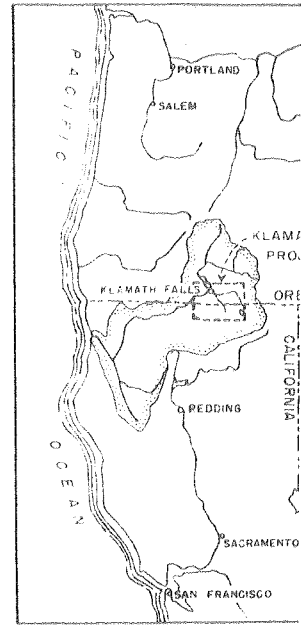 PACIFIC
PORTLAND
SALEM
KLAMA
PROJ
KLAMATH FALLS
ORE
CALIFORNIA
REDDING
OCEAN
SACRAMENTO
SAN FRANCISCO